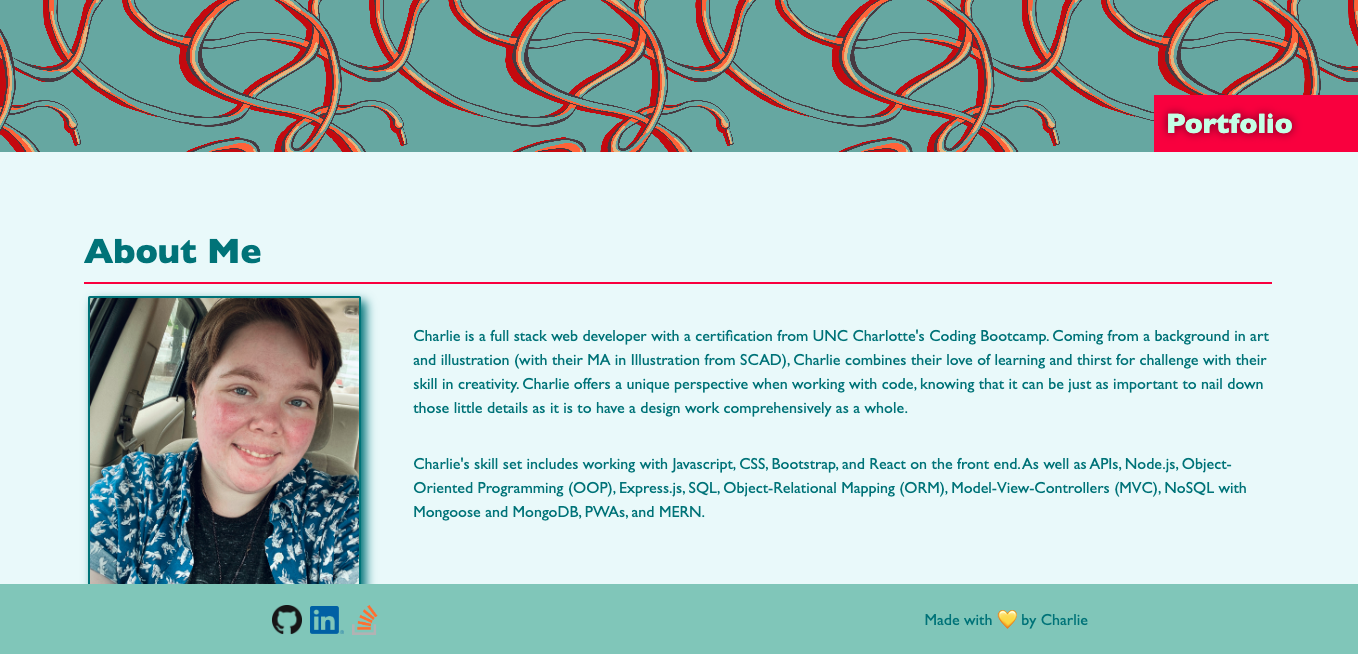 Portfolio
About Me
Charlie is a full stack web developer with a certification from UNC Charlotte's Coding Bootcamp. Coming from a background in art
and illustration (with their MA in Illustration from SCAD), Charlie combines their love of learning and thirst for challenge with their
skill in creativity. Charlie offers a unique perspective when working with code, knowing that it can be just as important to nail down
those little details as it is to have a design work comprehensively as a whole.
Charlie's skill set includes working with Javascript, CSS, Bootstrap, and React on the front end. As well as APIs, Node.js, Object-
Oriented Programming (OOP), Express.js, SQL, Object-Relational Mapping (ORM), Model-View-Controllers (MVC), NoSQL with
Mongoose and MongoDB, PWAs, and MERN.
in
Made with 💛 by Charlie